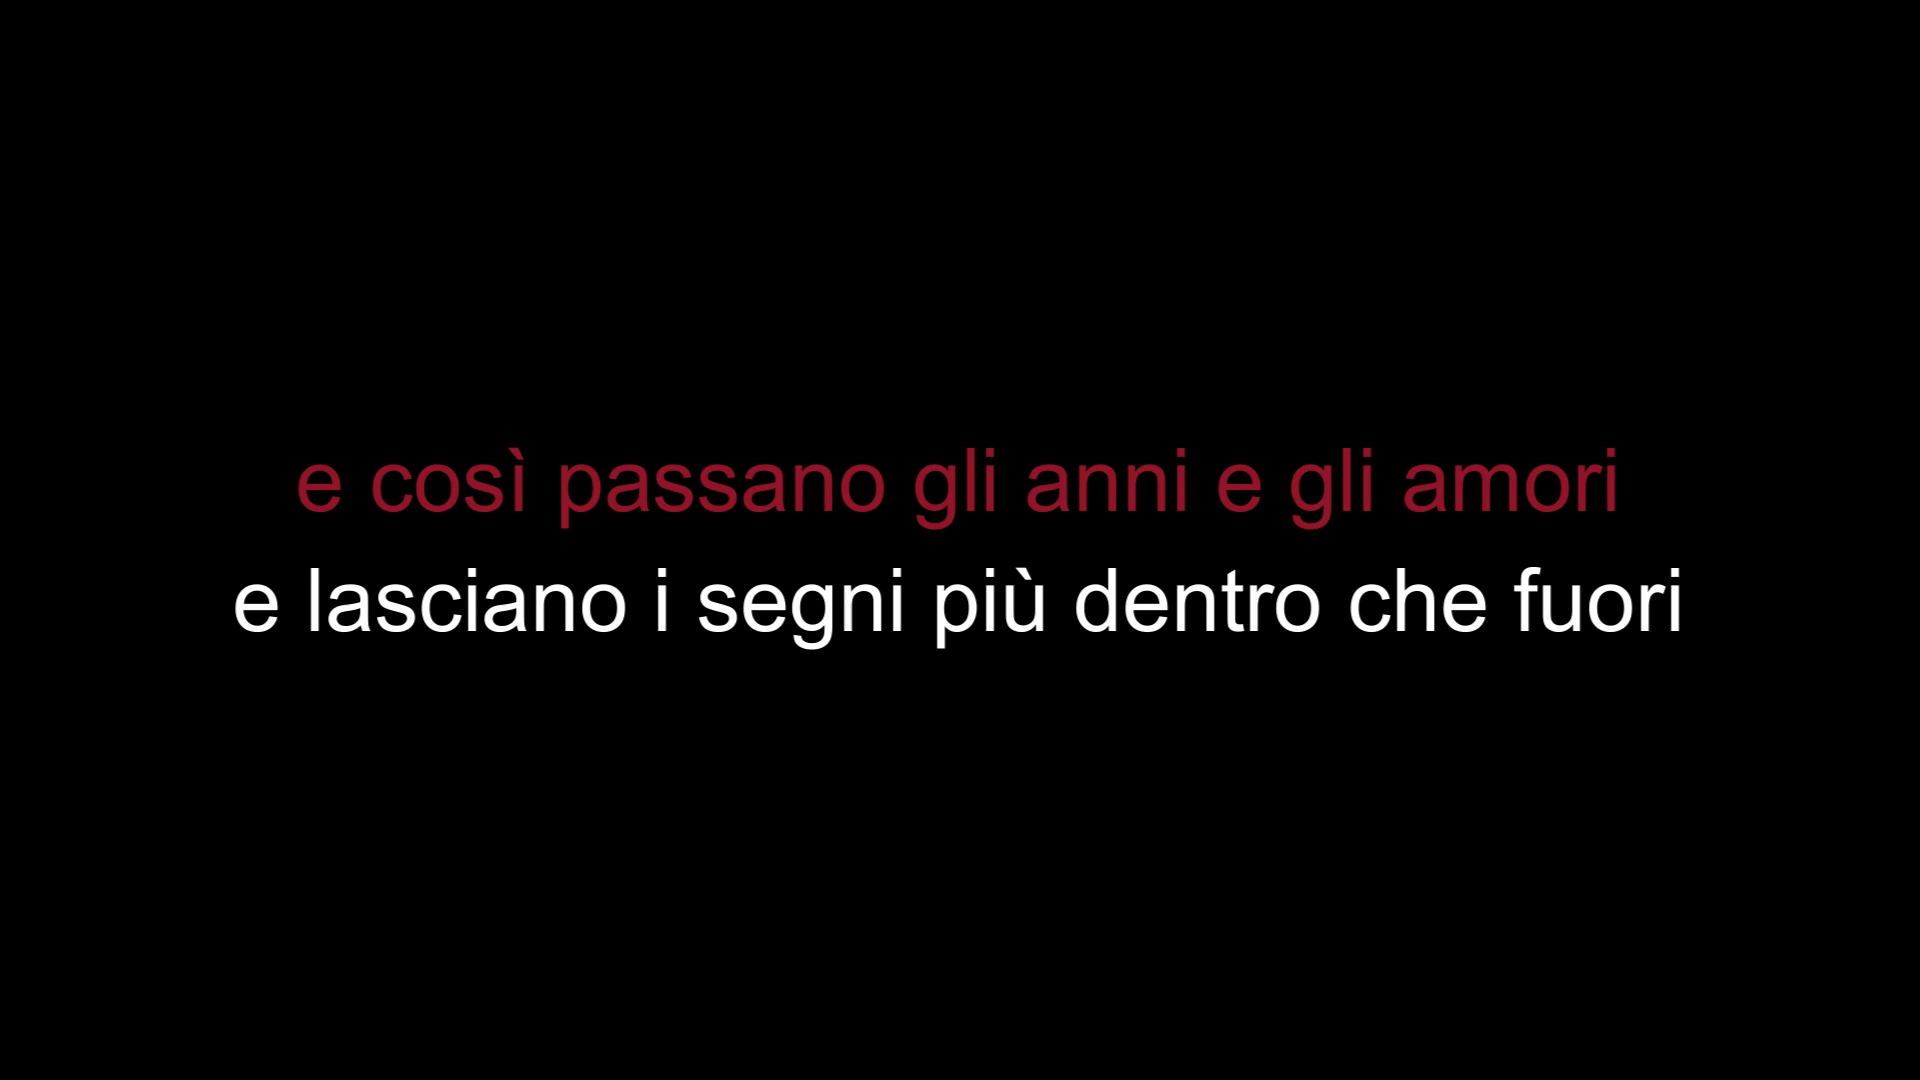 e così passano gli anni e gli amori
e lasciano i segni più dentro che fuori